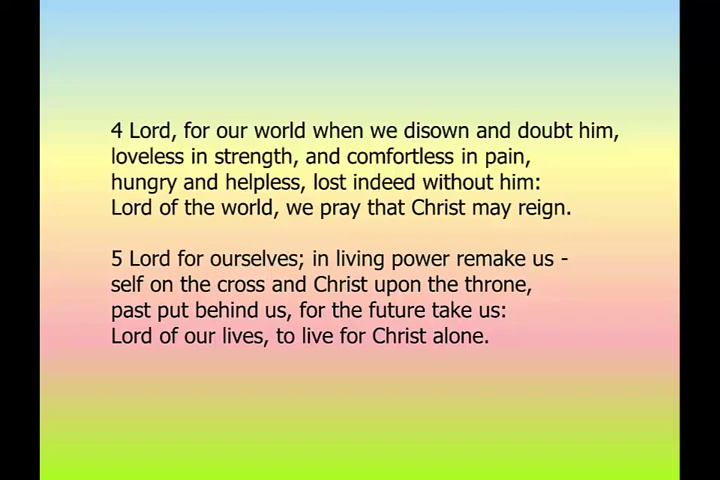 4 Lord, for our world when we disown and doubt him,
loveless in strength, and comfortless in pain,
hungry and helpless, lost indeed without him:
Lord of the world, we pray that Christ may reign.
5 Lord for ourselves; in living power remake us -
self on the cross and Christ upon the throne,
past put behind us, for the future take us:
Lord of our lives, to live for Christ alone.